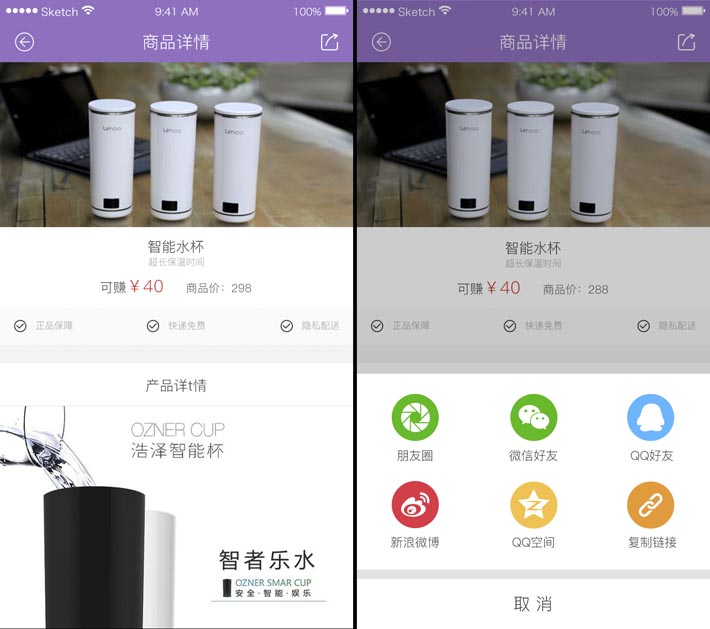 Sketch 9:41 AM 100%
商品详情
智能水杯
超长保温时间
可赚 ¥40 商品价：298
正品保障 快递免费 隐私配送
产品详t情
OZNER CUP
浩泽智能杯
智者乐水
OZNER SMAR CUP
安全·智能·娱乐
Sketch 9:41 AM 100%
商品详情
智能水杯
超长保温时间
可赚 ¥40 商品价：288
正品保障 快递免费 隐私配送
朋友圈 微信好友 QQ好友
新浪微博 QQ空间 复制链接
取 消